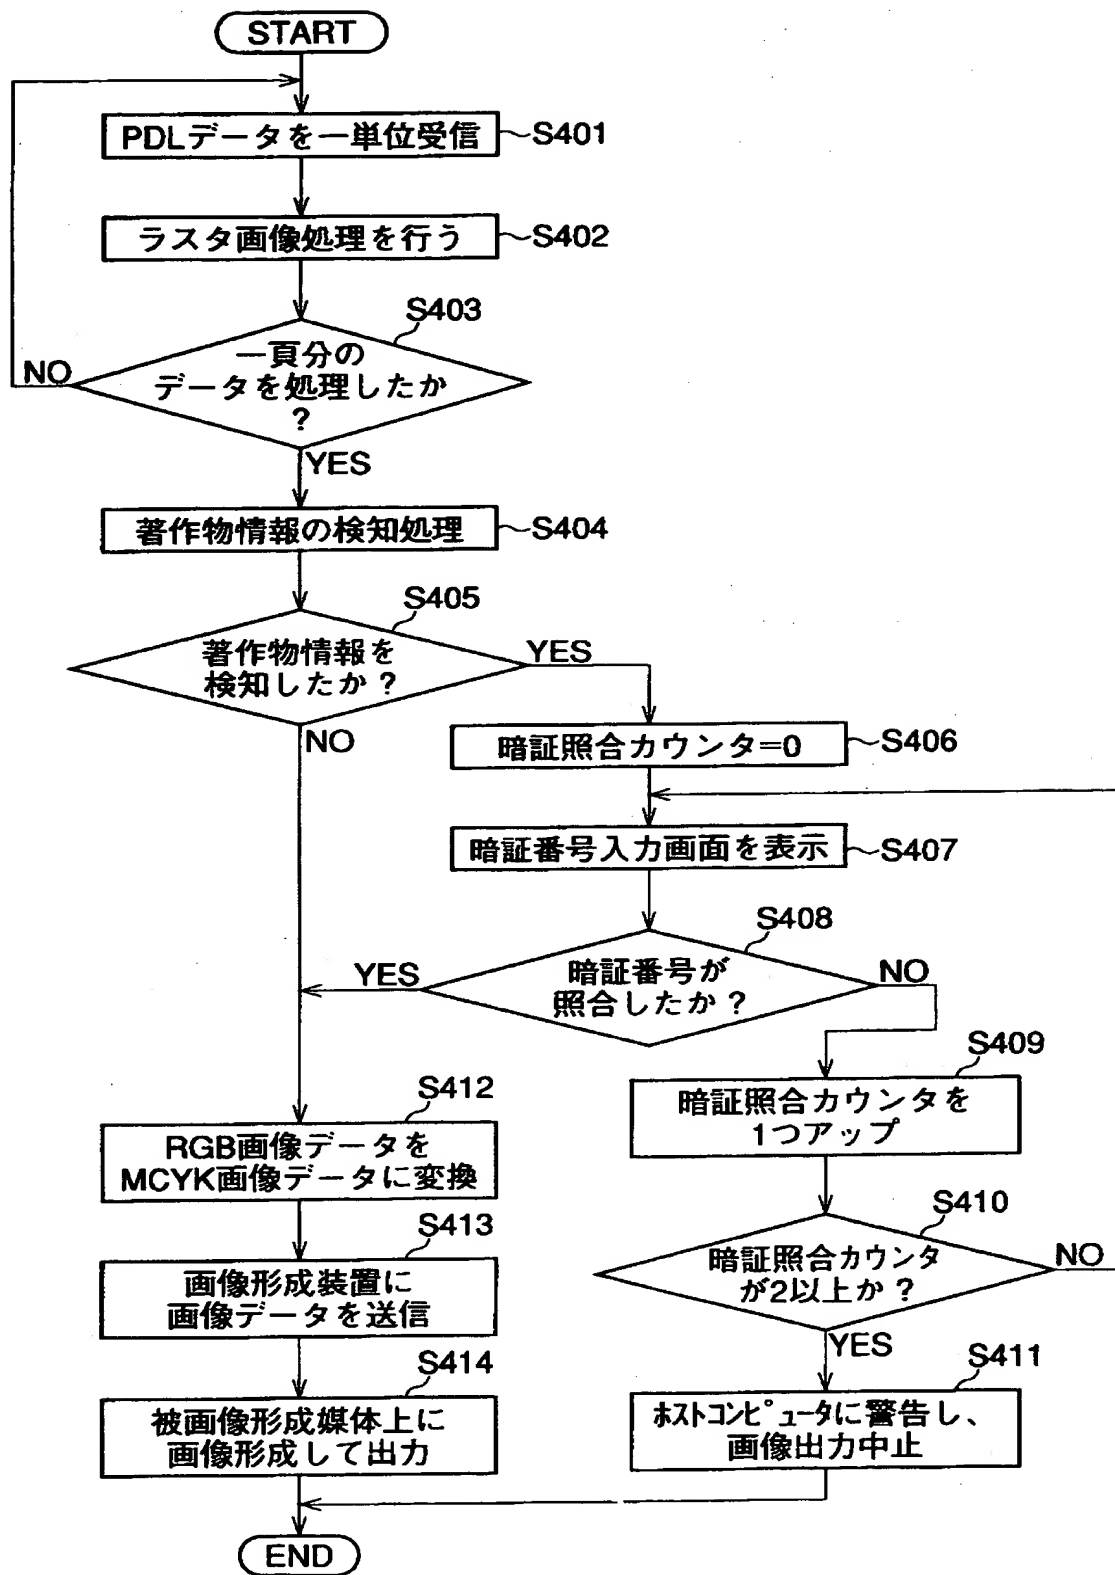 START
PDLデータを一単位受信
S401
ラスタ画像処理を行う
S402
S403
一頁分の
データを処理したか
?
NO
YES
著作物情報の検知処理
S404
S405
著作物情報を
検知したか?
YES
NO
暗証照合カウンタ=0
S406
暗証番号入力画面を表示
S407
S408
暗証番号が
照合したか?
YES
NO
S409
暗証照合カウンタを
1つアップ
S410
暗証照合カウンタ
が2以上か?
NO
YES
S411
ホストコンピュータに警告し、
画像出力中止
S412
RGB画像データを
MCYK画像データに変換
S413
画像形成装置に
画像データを送信
S414
被画像形成媒体上に
画像形成して出力
END